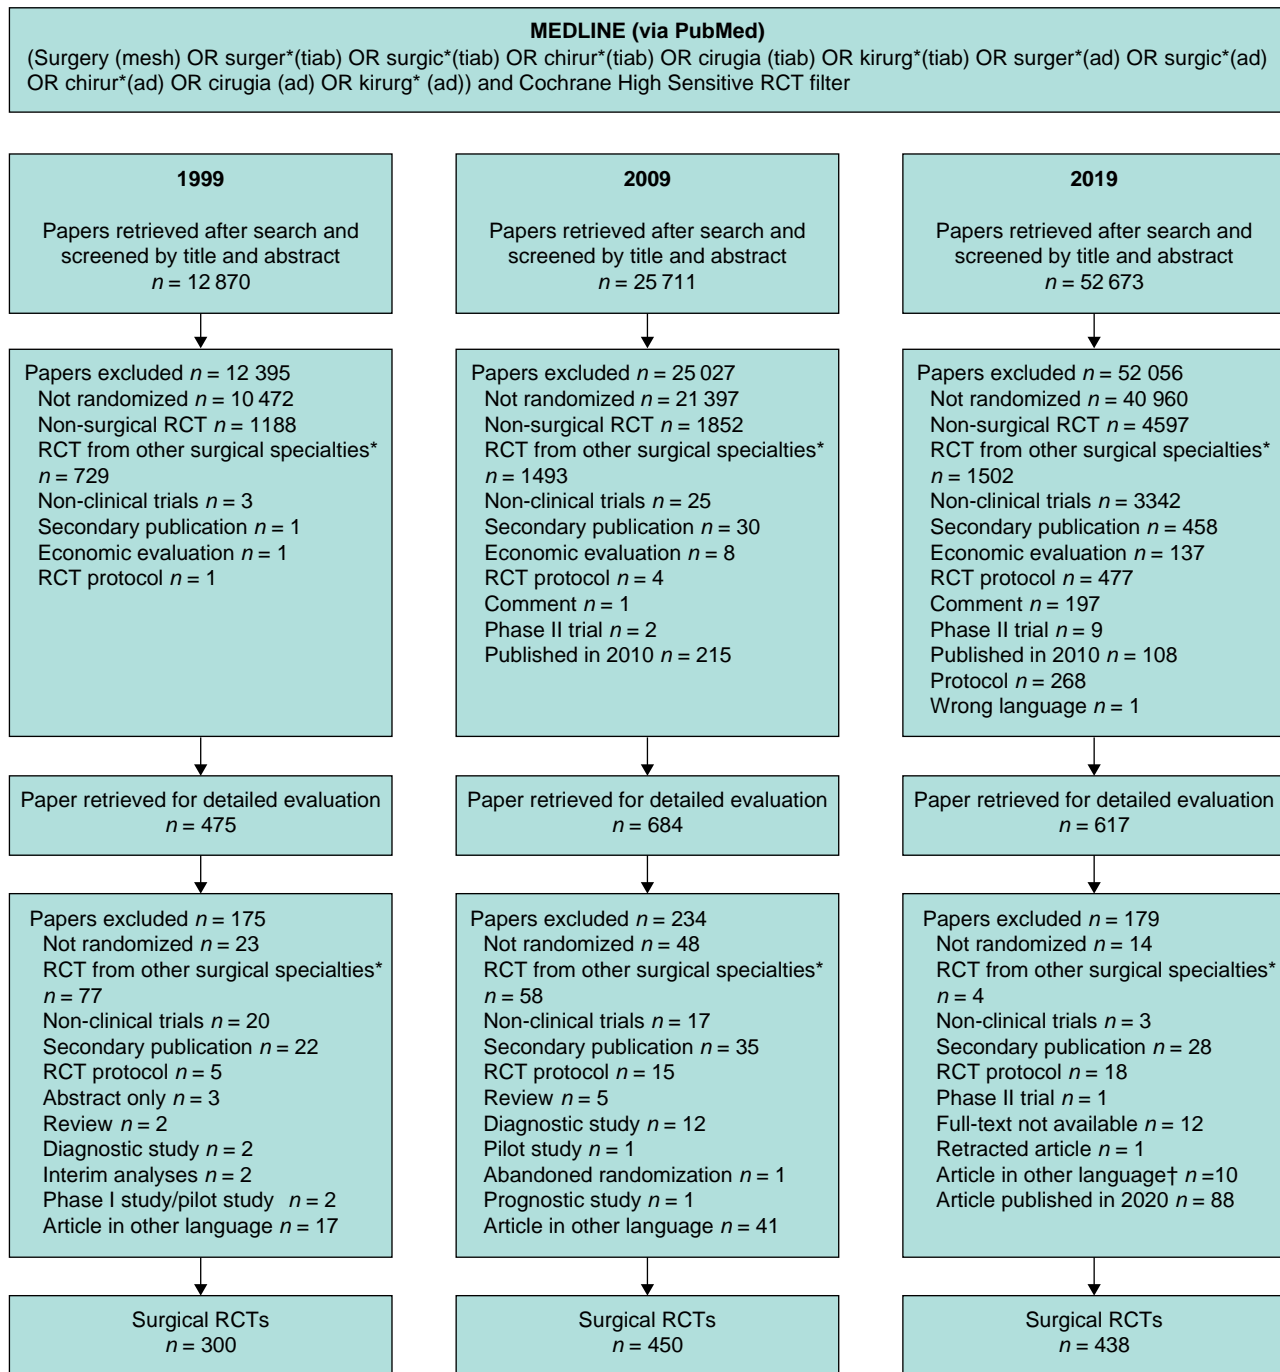 MEDLINE (via PubMed)
(Surgery (mesh) OR surger*(tiab) OR surgic*(tiab) OR chirur*(tiab) OR cirugia (tiab) OR kirurg*(tiab) OR surger*(ad) OR surgic*(ad)
OR chirur*(ad) OR cirugia (ad) OR kirurg* (ad)) and Cochrane High Sensitive RCT filter
1999
Papers retrieved after search and
screened by title and abstract
n = 12 870
Papers excluded n = 12 395
Not randomized n = 10 472
Non-surgical RCT n = 1188
RCT from other surgical specialties*
n = 729
Non-clinical trials n = 3
Secondary publication n = 1
Economic evaluation n = 1
RCT protocol n = 1
Paper retrieved for detailed evaluation
n = 475
Papers excluded n = 175
Not randomized n = 23
RCT from other surgical specialties*
n = 77
Non-clinical trials n = 20
Secondary publication n = 22
RCT protocol n = 5
Abstract only n = 3
Review n = 2
Diagnostic study n = 2
Interim analyses n = 2
Phase I study/pilot study n = 2
Article in other language n = 17
Surgical RCTs
n = 300
2009
Papers retrieved after search and
screened by title and abstract
n = 25 711
Papers excluded n = 25 027
Not randomized n = 21 397
Non-surgical RCT n = 1852
RCT from other surgical specialties*
n = 1493
Non-clinical trials n = 25
Secondary publication n = 30
Economic evaluation n = 8
RCT protocol n = 4
Comment n = 1
Phase II trial n = 2
Published in 2010 n = 215
Paper retrieved for detailed evaluation
n = 684
Papers excluded n = 234
Not randomized n = 48
RCT from other surgical specialties*
n = 58
Non-clinical trials n = 17
Secondary publication n = 35
RCT protocol n = 15
Review n = 5
Diagnostic study n = 12
Pilot study n = 1
Abandoned randomization n = 1
Prognostic study n = 1
Article in other language n = 41
Surgical RCTs
n = 450
2019
Papers retrieved after search and
screened by title and abstract
n = 52 673
Papers excluded n = 52 056
Not randomized n = 40 960
Non-surgical RCT n = 4597
RCT from other surgical specialties*
n = 1502
Non-clinical trials n = 3342
Secondary publication n = 458
Economic evaluation n = 137
RCT protocol n = 477
Comment n = 197
Phase II trial n = 9
Published in 2010 n = 108
Protocol n = 268
Wrong language n = 1
Paper retrieved for detailed evaluation
n = 617
Papers excluded n = 179
Not randomized n = 14
RCT from other surgical specialties*
n = 4
Non-clinical trials n = 3
Secondary publication n = 28
RCT protocol n = 18
Phase II trial n = 1
Full-text not available n = 12
Retracted article n = 1
Article in other language† n =10
Article published in 2020 n = 88
Surgical RCTs
n = 438